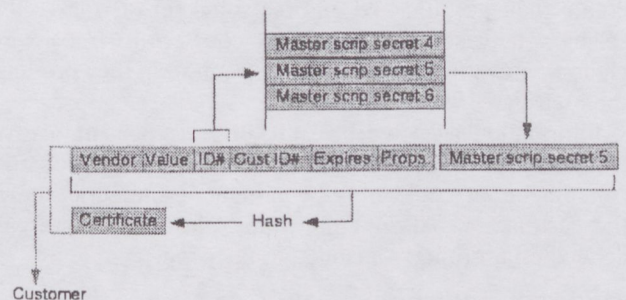 Master scrip secret 4
Master scrip secret 5
Master scrip secret 6
Vendor Value ID# Cust ID# Expires Props Master scrip secret 5
Certificate Hash
Customer